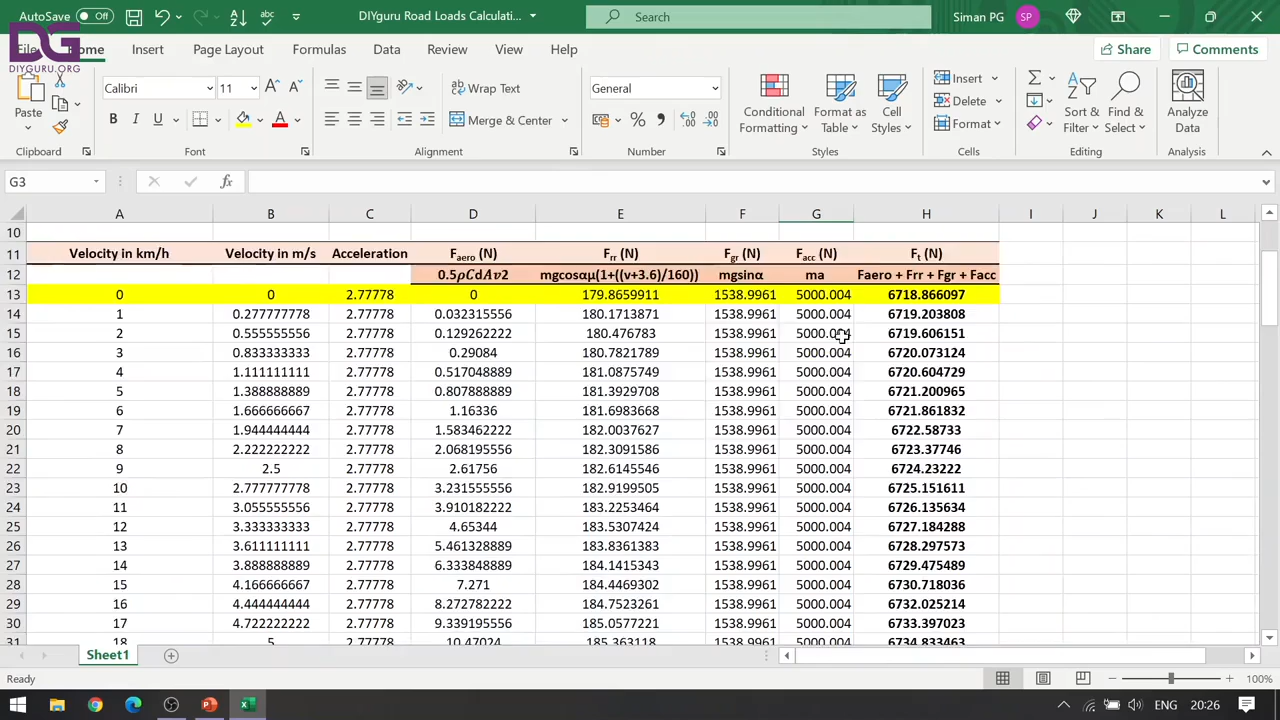 AutoSave Off DIYguru Road Loads Calculati... Search Siman PG SP
DG
DIYGURU.ORG
File Home Insert Page Layout Formulas Data Review View Help Share Comments
Paste
Calibri 11
Wrap Text
Merge & Center
General
Conditional Formatting
Format as Table
Cell Styles
Insert
Delete
Format
Sort & Filter
Find & Select
Analyze Data
Clipboard Font Alignment Number Styles Cells Editing Analysis
G3 fx
A B C D E F G H I J K L
10
11 Velocity in km/h Velocity in m/s Acceleration Faero (N) Frr (N) Fgr (N) Facc (N) Ft (N)
12 0.5ρCdAv2 mgcosαμ(1+((v+3.6)/160)) mgsinα ma Faero + Frr + Fgr + Facc
13 0 0 2.77778 0 179.8659911 1538.9961 5000.004 6718.866097
14 1 0.277777778 2.77778 0.032315556 180.1713871 1538.9961 5000.004 6719.203808
15 2 0.555555556 2.77778 0.129262222 180.476783 1538.9961 5000.004 6719.606151
16 3 0.833333333 2.77778 0.29084 180.7821789 1538.9961 5000.004 6720.073124
17 4 1.111111111 2.77778 0.517048889 181.0875749 1538.9961 5000.004 6720.604729
18 5 1.388888889 2.77778 0.807888889 181.3929708 1538.9961 5000.004 6721.200965
19 6 1.666666667 2.77778 1.16336 181.6983668 1538.9961 5000.004 6721.861832
20 7 1.944444444 2.77778 1.583462222 182.0037627 1538.9961 5000.004 6722.58733
21 8 2.222222222 2.77778 2.068195556 182.3091586 1538.9961 5000.004 6723.37746
22 9 2.5 2.77778 2.61756 182.6145546 1538.9961 5000.004 6724.23222
23 10 2.777777778 2.77778 3.231555556 182.9199505 1538.9961 5000.004 6725.151611
24 11 3.055555556 2.77778 3.910182222 183.2253464 1538.9961 5000.004 6726.135634
25 12 3.333333333 2.77778 4.65344 183.5307424 1538.9961 5000.004 6727.184288
26 13 3.611111111 2.77778 5.461328889 183.8361383 1538.9961 5000.004 6728.297573
27 14 3.888888889 2.77778 6.333848889 184.1415343 1538.9961 5000.004 6729.475489
28 15 4.166666667 2.77778 7.271 184.4469302 1538.9961 5000.004 6730.718036
29 16 4.444444444 2.77778 8.272782222 184.7523261 1538.9961 5000.004 6732.025214
30 17 4.722222222 2.77778 9.339195556 185.0577221 1538.9961 5000.004 6733.397023
31 18 5 2.77778 10.47024 185.363118 1538.9961 5000.004 6734.833463
Sheet1
Ready 100%
ENG 20:26